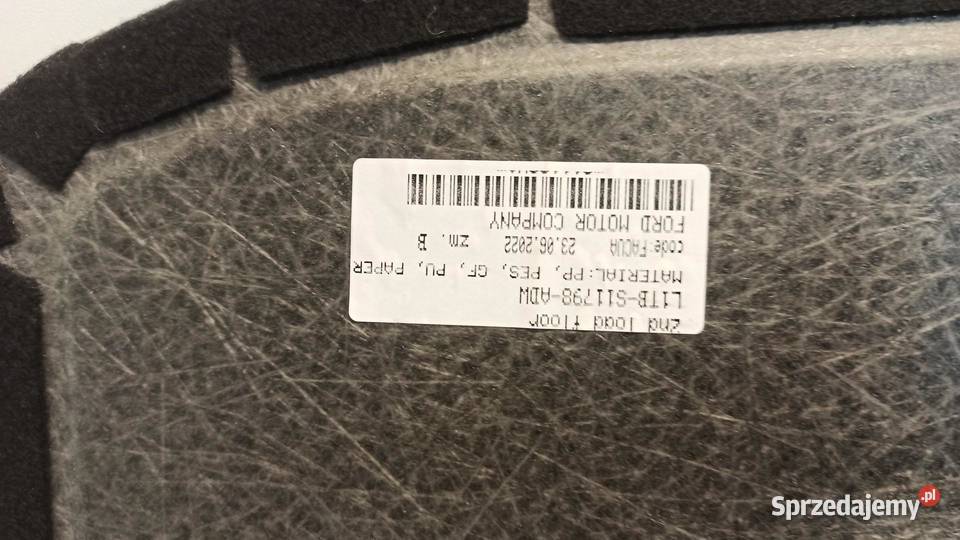 2nd load floor
L1TB-S11798-ADW
MATERIAL:PP, PES, GF, PU, PAPER
code:FACUA 23.06.2022 zm. B
FORD MOTOR COMPANY
Sprzedajemy.pl